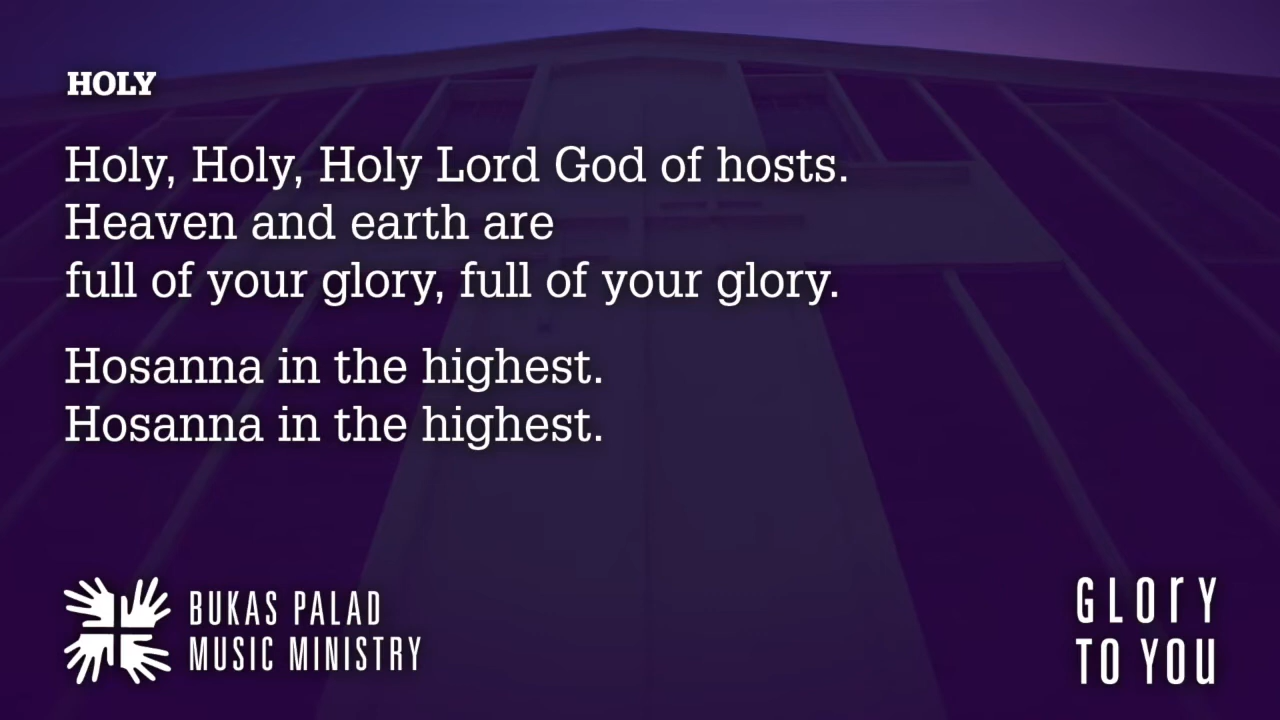 HOLY
Holy, Holy, Holy Lord God of hosts.
Heaven and earth are
full of your glory, full of your glory.
Hosanna in the highest.
Hosanna in the highest.
BUKAS PALAD
MUSIC MINISTRY
GLORY
TO YOU